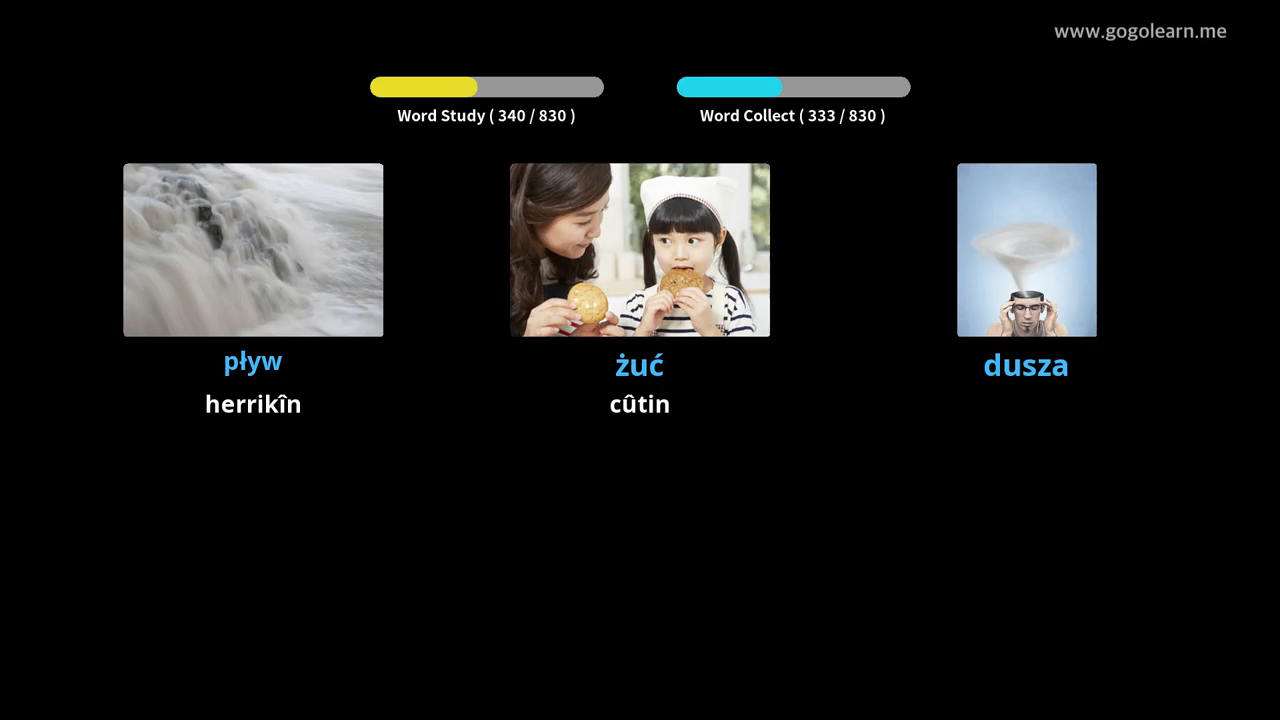 www.gogolearn.me
Word Study ( 340 / 830 )
Word Collect ( 333 / 830 )
pływ
żuć
dusza
herrikîn
cûtin